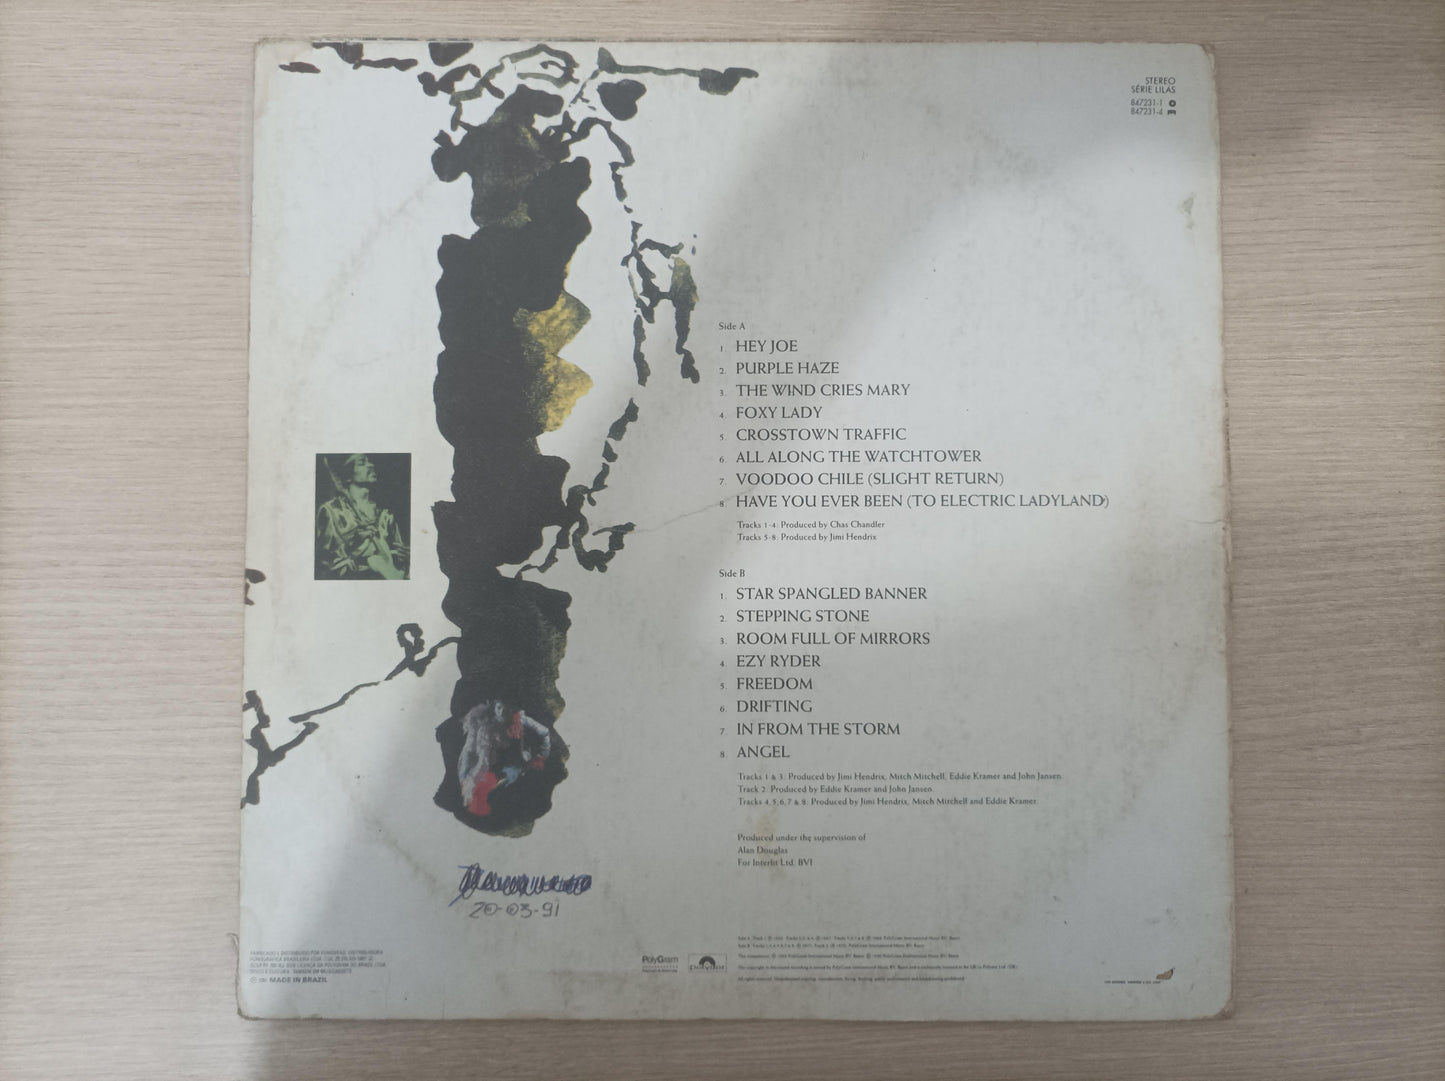 STEREO
SÉRIE LILAS
847231-1
847231-4
Side A
1. HEY JOE
2. PURPLE HAZE
3. THE WIND CRIES MARY
4. FOXY LADY
5. CROSSTOWN TRAFFIC
6. ALL ALONG THE WATCHTOWER
7. VOODOO CHILE (SLIGHT RETURN)
8. HAVE YOU EVER BEEN (TO ELECTRIC LADYLAND)
Tracks 1-4: Produced by Chas Chandler
Tracks 5-8: Produced by Jimi Hendrix
Side B
1. STAR SPANGLED BANNER
2. STEPPING STONE
3. ROOM FULL OF MIRRORS
4. EZY RYDER
5. FREEDOM
6. DRIFTING
7. IN FROM THE STORM
8. ANGEL
Tracks 1 & 3: Produced by Jimi Hendrix, Mitch Mitchell, Eddie Kramer and John Jansen.
Track 2: Produced by Eddie Kramer and John Jansen.
Tracks 4, 5, 6, 7 & 8: Produced by Jimi Hendrix, Mitch Mitchell and Eddie Kramer.
Produced under the supervision of
Alan Douglas
For Interlit Ltd. BVI
20-03-91
MADE IN BRAZIL
PolyGram
polydor